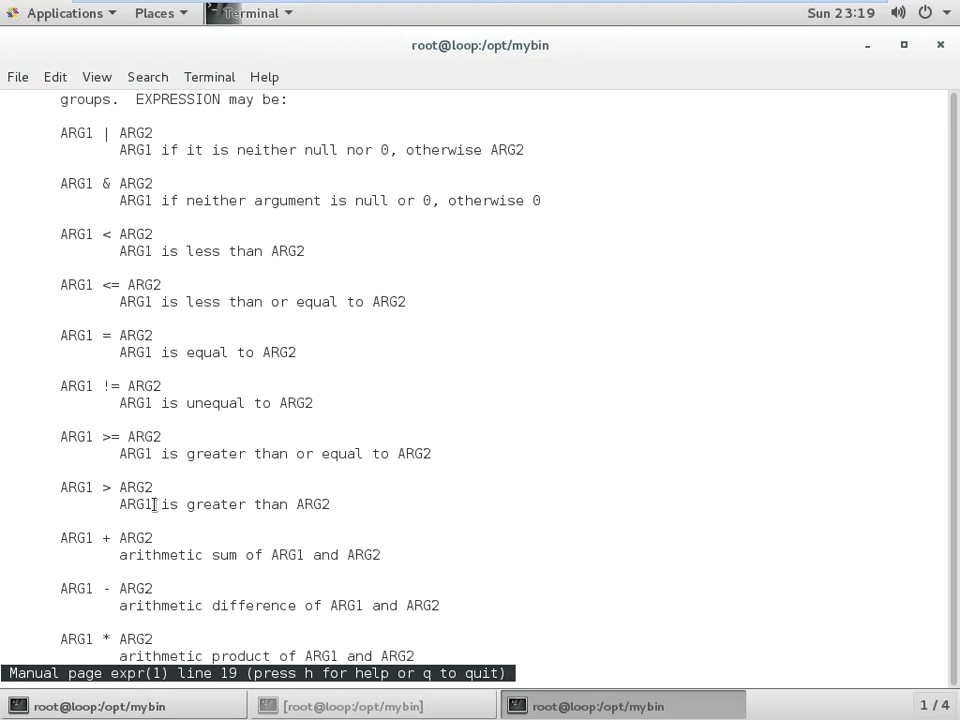 Applications Places Terminal Sun 23:19
root@loop:/opt/mybin
File Edit View Search Terminal Help
groups.  EXPRESSION may be:
ARG1 | ARG2
ARG1 if it is neither null nor 0, otherwise ARG2
ARG1 & ARG2
ARG1 if neither argument is null or 0, otherwise 0
ARG1 < ARG2
ARG1 is less than ARG2
ARG1 <= ARG2
ARG1 is less than or equal to ARG2
ARG1 = ARG2
ARG1 is equal to ARG2
ARG1 != ARG2
ARG1 is unequal to ARG2
ARG1 >= ARG2
ARG1 is greater than or equal to ARG2
ARG1 > ARG2
ARG1 is greater than ARG2
ARG1 + ARG2
arithmetic sum of ARG1 and ARG2
ARG1 - ARG2
arithmetic difference of ARG1 and ARG2
ARG1 * ARG2
arithmetic product of ARG1 and ARG2
Manual page expr(1) line 19 (press h for help or q to quit)
root@loop:/opt/mybin [root@loop:/opt/mybin] root@loop:/opt/mybin 1 / 4